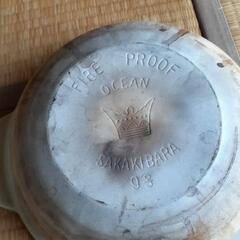 FIRE PROOF
OCEAN
SAKAKIBARA
03